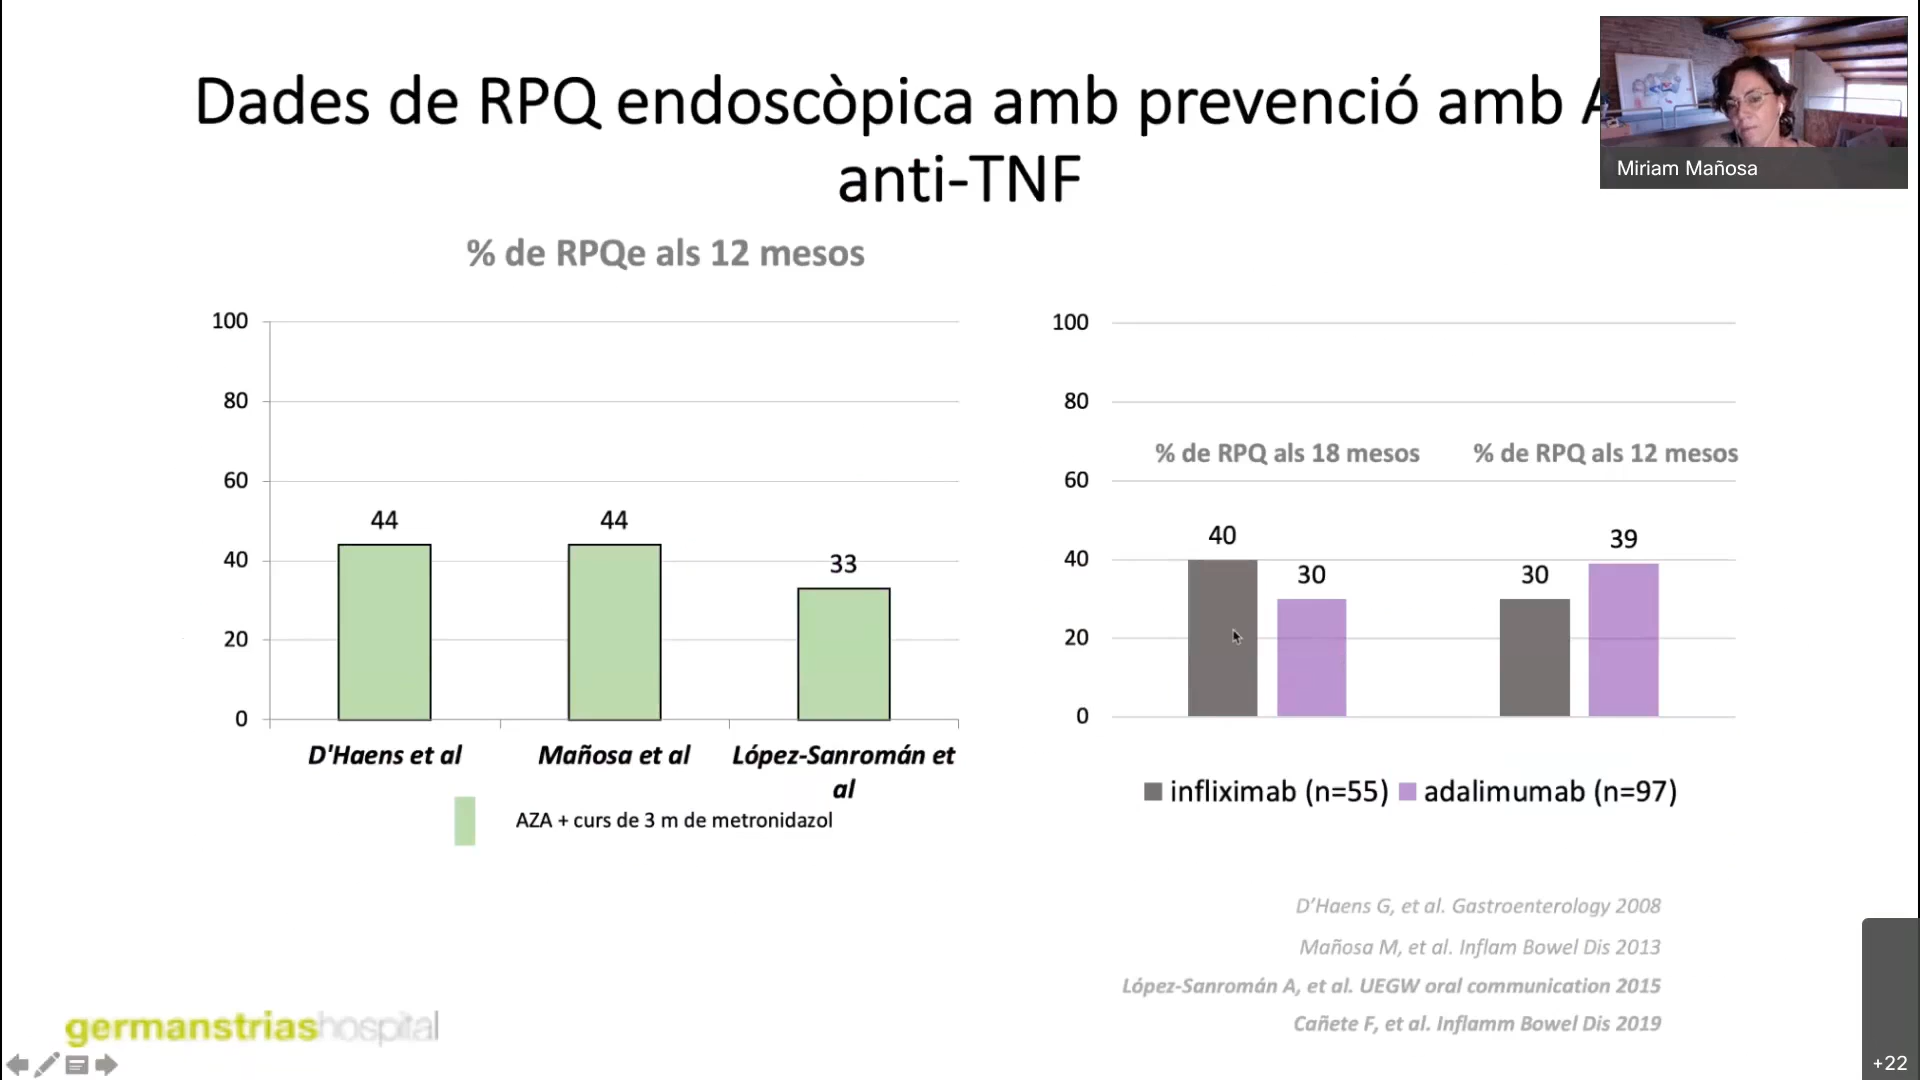 Dades de RPQ endoscòpica amb prevenció amb
anti-TNF
Miriam Mañosa
% de RPQe als 12 mesos
100
80
60
40
20
0
44
44
33
D'Haens et al
Mañosa et al
López-Sanromán et
al
AZA + curs de 3 m de metronidazol
100
80
60
40
20
0
% de RPQ als 18 mesos
% de RPQ als 12 mesos
40
30
30
39
infliximab (n=55)
adalimumab (n=97)
D’Haens G, et al. Gastroenterology 2008
Mañosa M, et al. Inflam Bowel Dis 2013
López-Sanromán A, et al. UEGW oral communication 2015
Cañete F, et al. Inflamm Bowel Dis 2019
germanstriashospital
+22